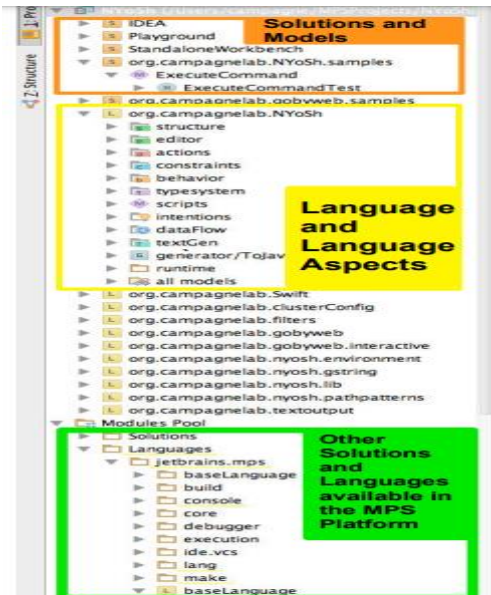 1: Pro
Z: Structure
IDEA
Playground
StandaloneWorkbench
org.campagnelab.NYoSh.samples
ExecuteCommand
ExecuteCommandTest
Solutions and
Models
org.campagnelab.gobyweb.samples
org.campagnelab.NYoSh
structure
editor
actions
constraints
behavior
typesystem
scripts
intentions
dataFlow
textGen
generator/ToJav
runtime
all models
Language
and
Language
Aspects
org.campagnelab.Swift
org.campagnelab.clusterConfig
org.campagnelab.filters
org.campagnelab.gobyweb
org.campagnelab.gobyweb.interactive
org.campagnelab.nyosh.environment
org.campagnelab.nyosh.gstring
org.campagnelab.nyosh.lib
org.campagnelab.nyosh.pathpatterns
org.campagnelab.textoutput
Modules Pool
Solutions
Languages
jetbrains.mps
baseLanguage
build
console
core
debugger
execution
ide.vcs
lang
make
baseLanguage
Other
Solutions
and
Languages
available in
the MPS
Platform